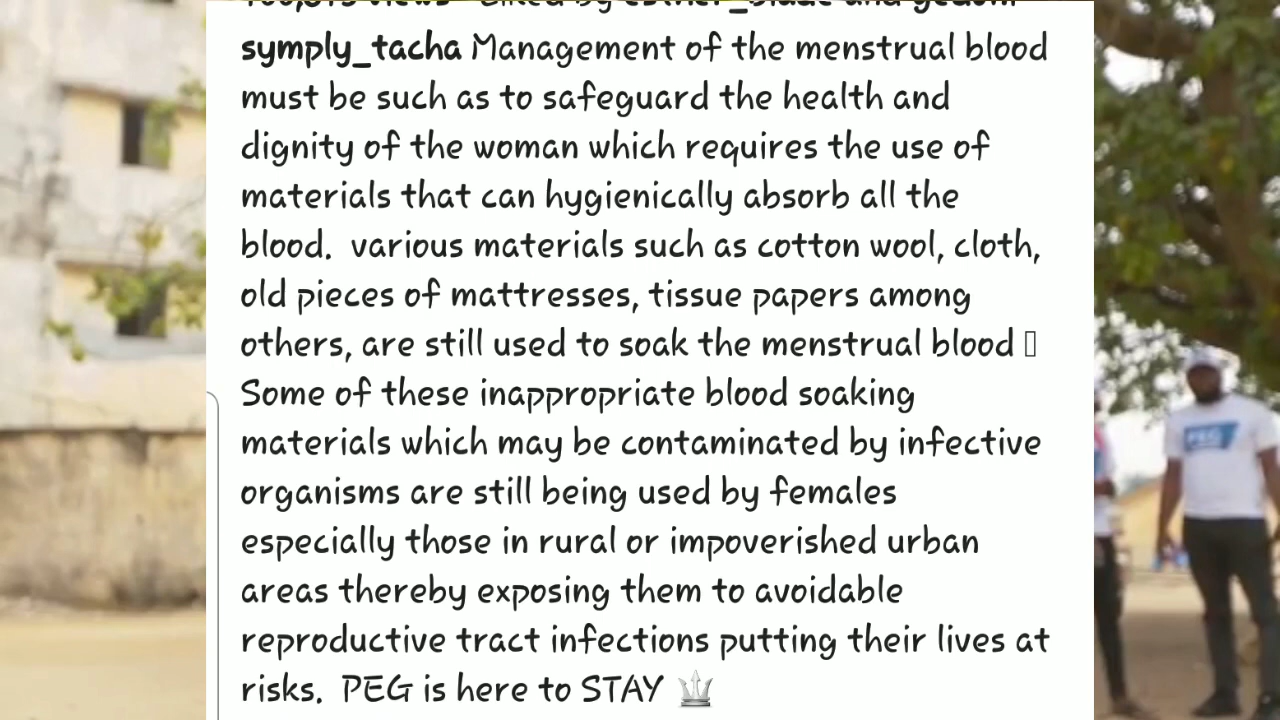 symply_tacha Management of the menstrual blood
must be such as to safeguard the health and
dignity of the woman which requires the use of
materials that can hygienically absorb all the
blood.  various materials such as cotton wool, cloth,
old pieces of mattresses, tissue papers among
others, are still used to soak the menstrual blood
Some of these inappropriate blood soaking
materials which may be contaminated by infective
organisms are still being used by females
especially those in rural or impoverished urban
areas thereby exposing them to avoidable
reproductive tract infections putting their lives at
risks.  PEG is here to STAY 🔱
PEG